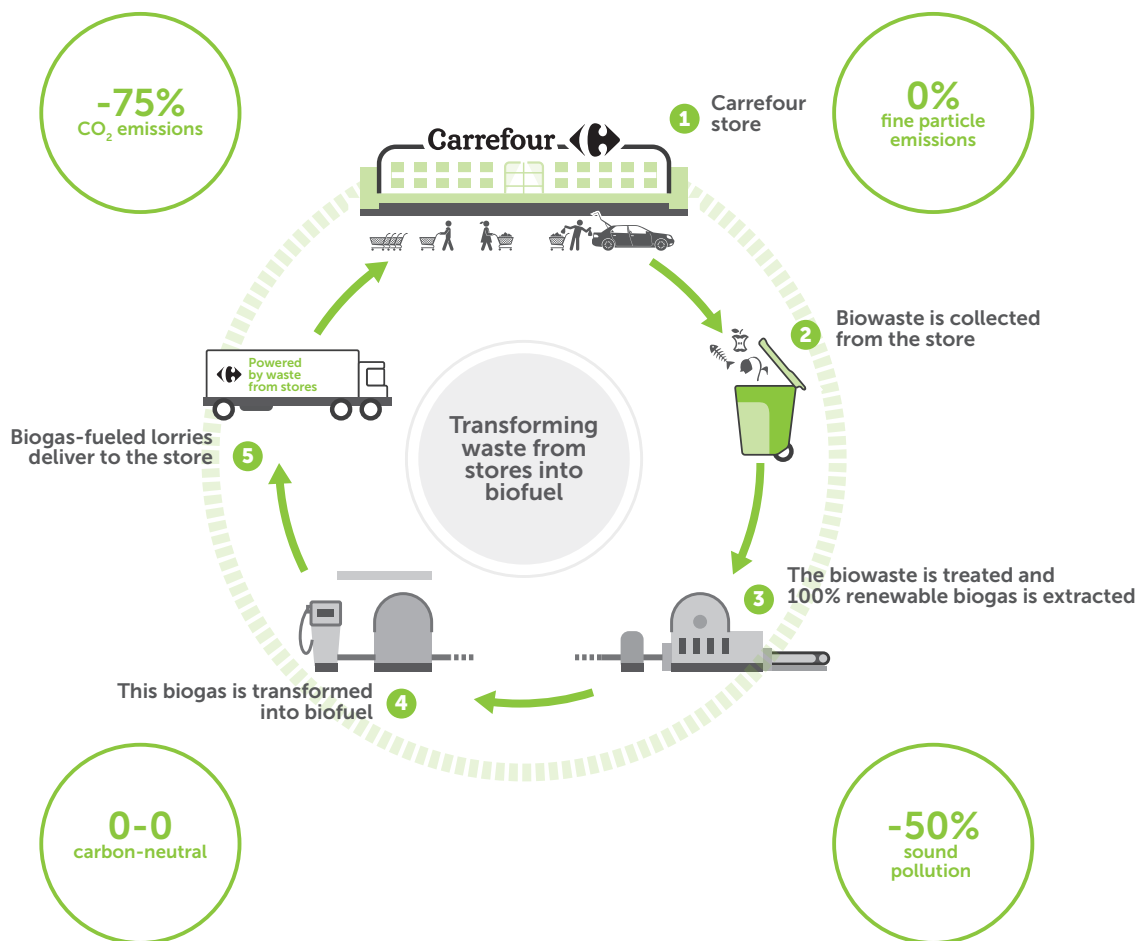 -75%
CO₂ emissions
0%
fine particle
emissions
Carrefour
1
Carrefour
store
2
Biowaste is collected
from the store
3
The biowaste is treated and
100% renewable biogas is extracted
4
This biogas is transformed
into biofuel
5
Biogas-fueled lorries
deliver to the store
Powered
by waste
from stores
Transforming
waste from
stores into
biofuel
0-0
carbon-neutral
-50%
sound
pollution